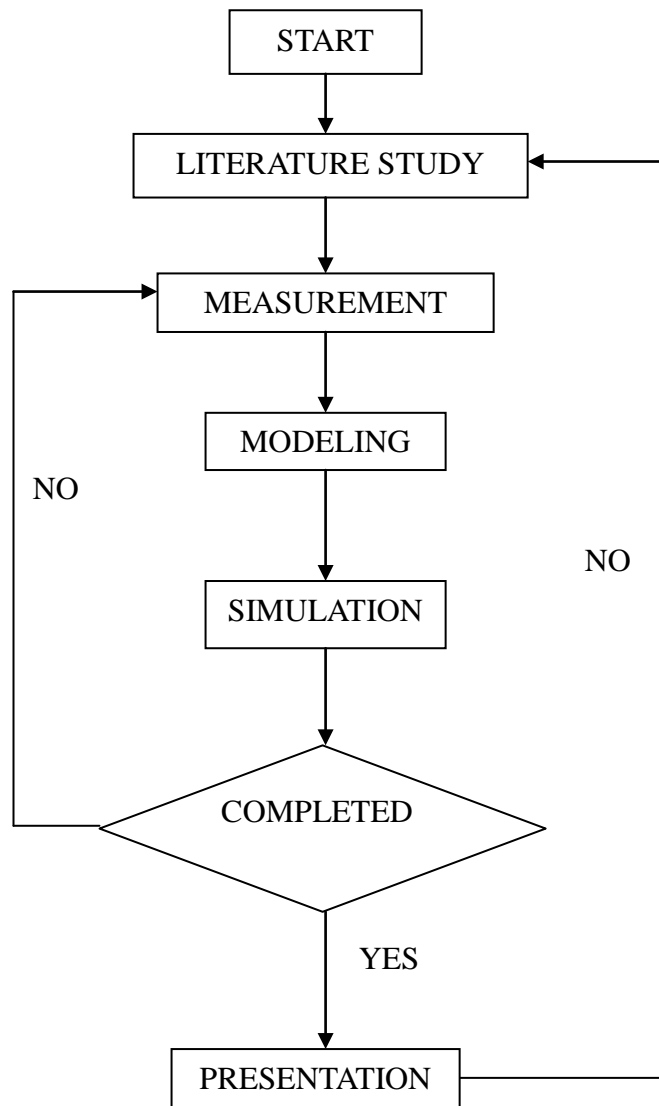 START
LITERATURE STUDY
MEASUREMENT
MODELING
NO
NO
SIMULATION
COMPLETED
YES
PRESENTATION